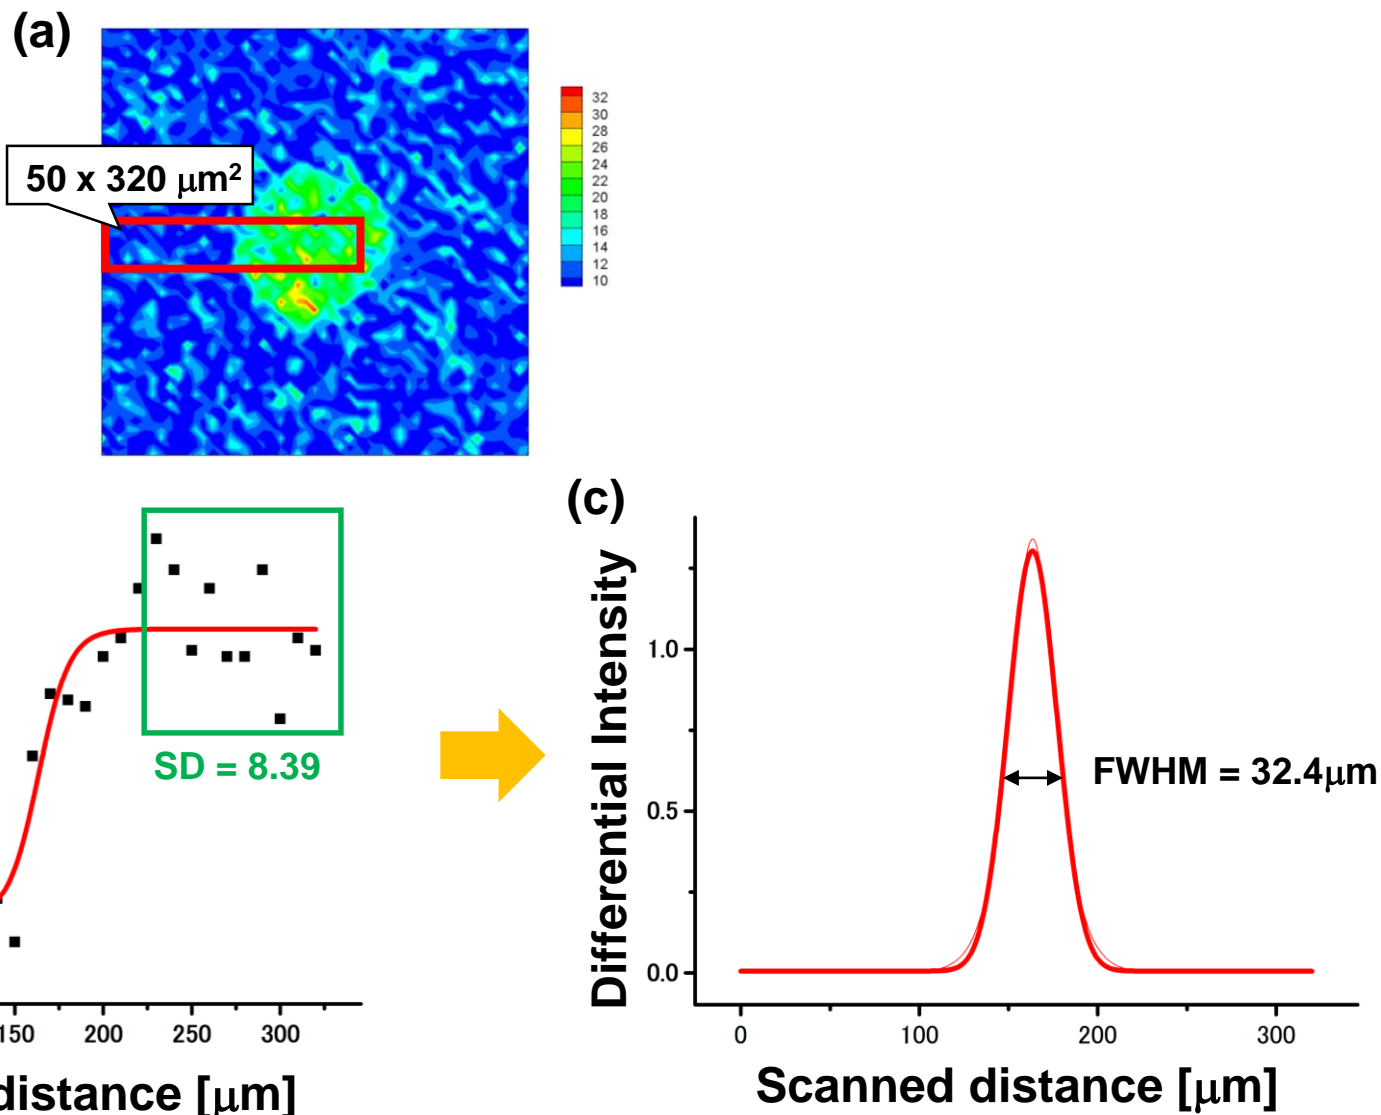 (a)
50 x 320 μm²
32
30
28
26
24
22
20
18
16
14
12
10
SD = 8.39
150
200
250
300
distance [μm]
(c)
Differential Intensity
1.0
0.5
0.0
FWHM = 32.4μm
0
100
200
300
Scanned distance [μm]